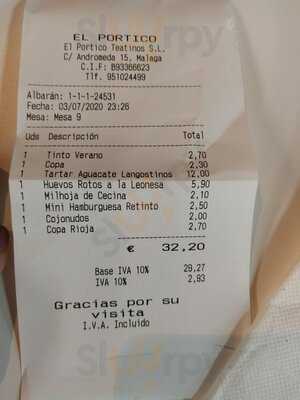 EL PORTICO
El Portico Teatinos S.L.
C/ Andromeda 15, Malaga
C.I.F: B93366623
Tlf. 951024499
Albarán: 1-1-1-24531
Fecha: 03/07/2020 23:26
Mesa: Mesa 9
Uds Descripción Total
1 Tinto Verano 2,70
1 Copa 2,30
1 Tartar Aguacate Langostinos 12,00
1 Huevos Rotos a la Leonesa 5,90
1 Milhoja de Cecina 2,10
1 Mini Hamburguesa Retinto 2,50
1 Cojonudos 2,00
1 Copa Rioja 2,70
€ 32,20
Base IVA 10% 29,27
IVA 10% 2,93
Gracias por su
visita
I.V.A. Incluido
Sluurpy